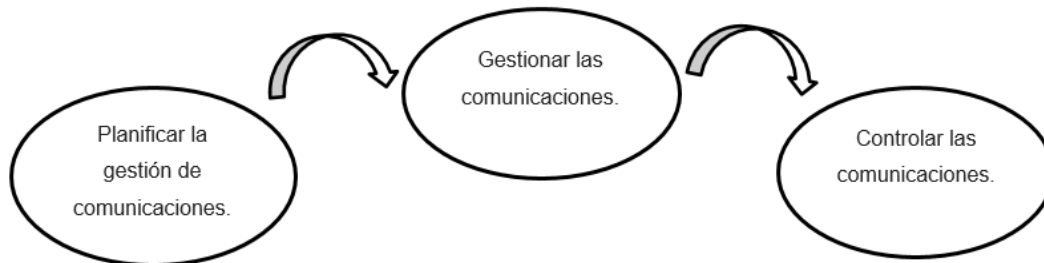 Planificar la
gestión de
comunicaciones.
Gestionar las
comunicaciones.
Controlar las
comunicaciones.